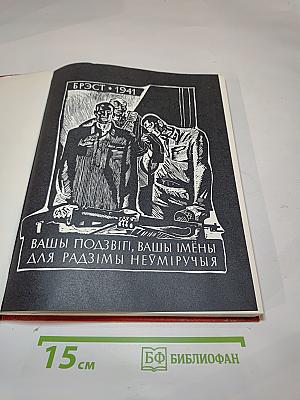 БРЭСТ • 1941
ВАШЫ ПОДЗВІГІ, ВАШЫ ІМЁНЫ
ДЛЯ РАДЗІМЫ НЕЎМІРУЧЫЯ
15 см
БФ БИБЛИОФАН